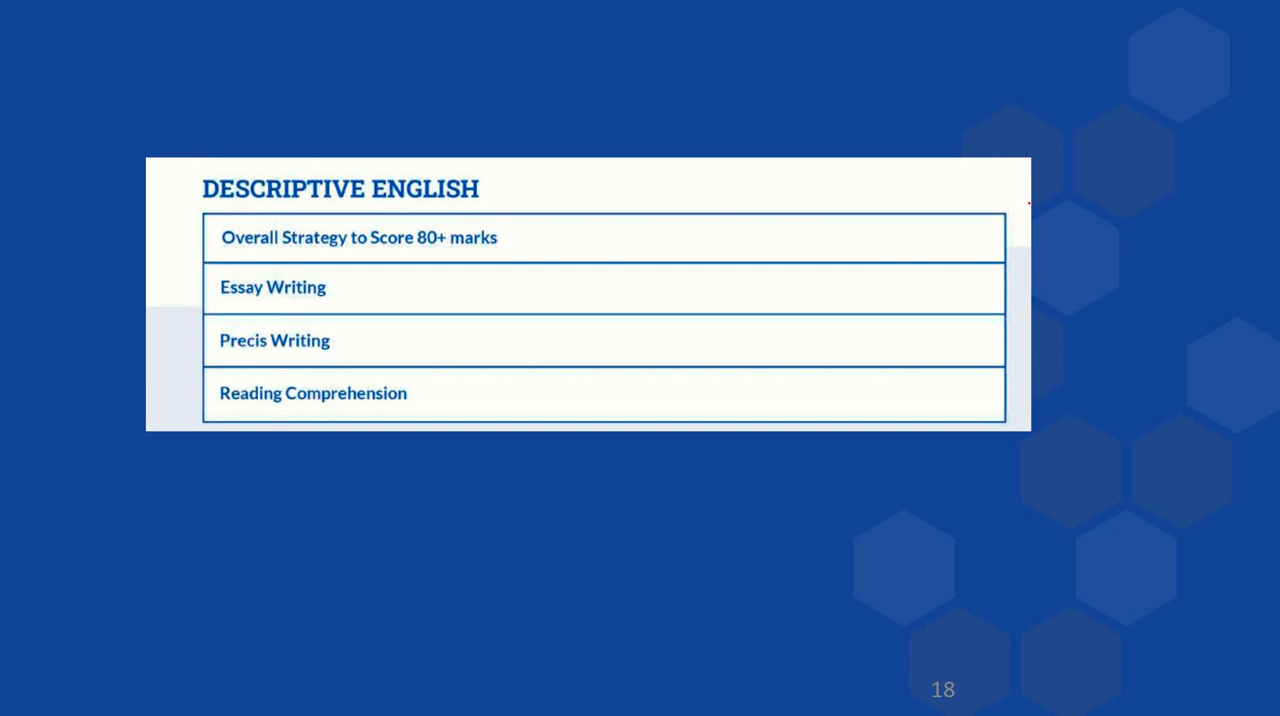 DESCRIPTIVE ENGLISH
Overall Strategy to Score 80+ marks
Essay Writing
Precis Writing
Reading Comprehension
18